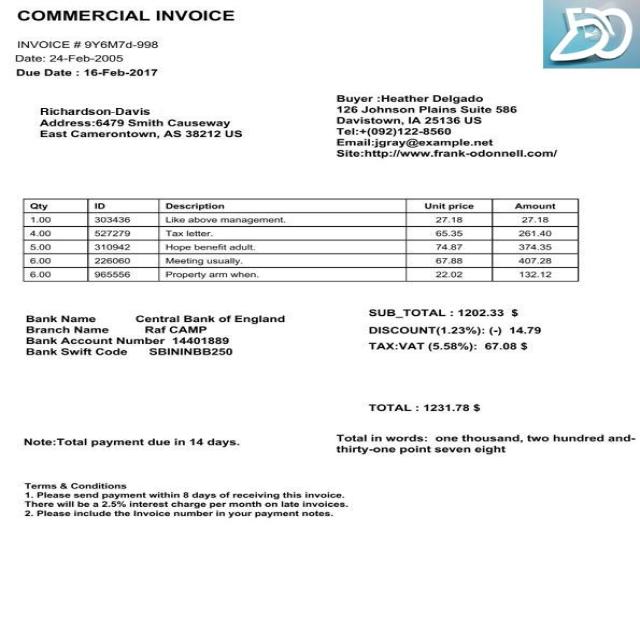 COMMERCIAL INVOICE
INVOICE # 9Y6M7d-998
Date: 24-Feb-2005
Due Date : 16-Feb-2017
Richardson-Davis
Address:6479 Smith Causeway
East Camerontown, AS 38212 US
Buyer :Heather Delgado
126 Johnson Plains Suite 586
Davistown, IA 25136 US
Tel:+(092)122-8560
Email:jgray@example.net
Site:http://www.frank-odonnell.com/
Qty ID Description Unit price Amount
1.00 303436 Like above management. 27.18 27.18
4.00 527279 Tax letter. 65.35 261.40
5.00 310942 Hope benefit adult. 74.87 374.35
6.00 226060 Meeting usually. 67.88 407.28
6.00 965556 Property arm when. 22.02 132.12
Bank Name Central Bank of England
Branch Name Raf CAMP
Bank Account Number 14401889
Bank Swift Code SBININBB250
SUB_TOTAL : 1202.33 $
DISCOUNT(1.23%): (-) 14.79
TAX:VAT (5.58%): 67.08 $
TOTAL : 1231.78 $
Note:Total payment due in 14 days.
Total in words: one thousand, two hundred and-
thirty-one point seven eight
Terms & Conditions
1. Please send payment within 8 days of receiving this invoice.
There will be a 2.5% interest charge per month on late invoices.
2. Please include the Invoice number in your payment notes.